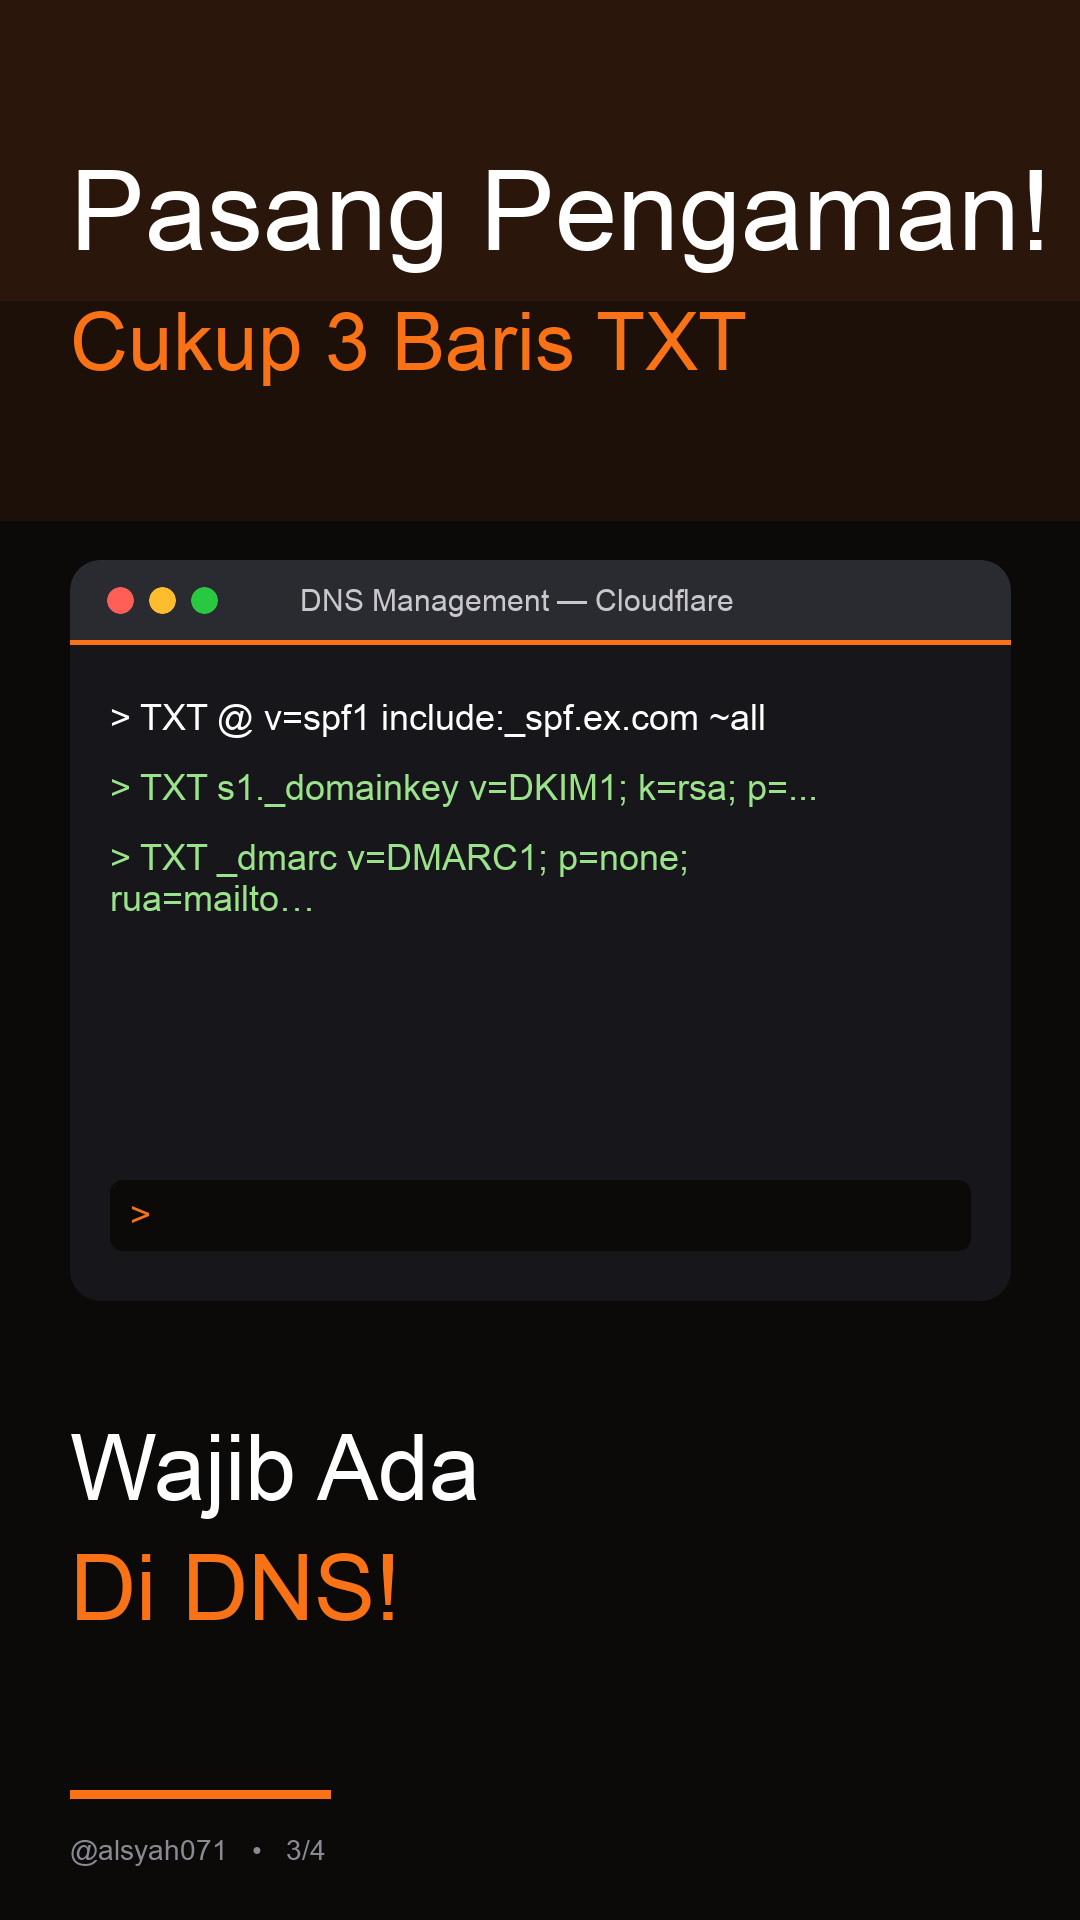 Pasang Pengaman!
Cukup 3 Baris TXT
DNS Management — Cloudflare
> TXT @ v=spf1 include:_spf.ex.com ~all
> TXT s1._domainkey v=DKIM1; k=rsa; p=...
> TXT _dmarc v=DMARC1; p=none;
rua=mailto…
>
Wajib Ada
Di DNS!
@alsyah071 • 3/4